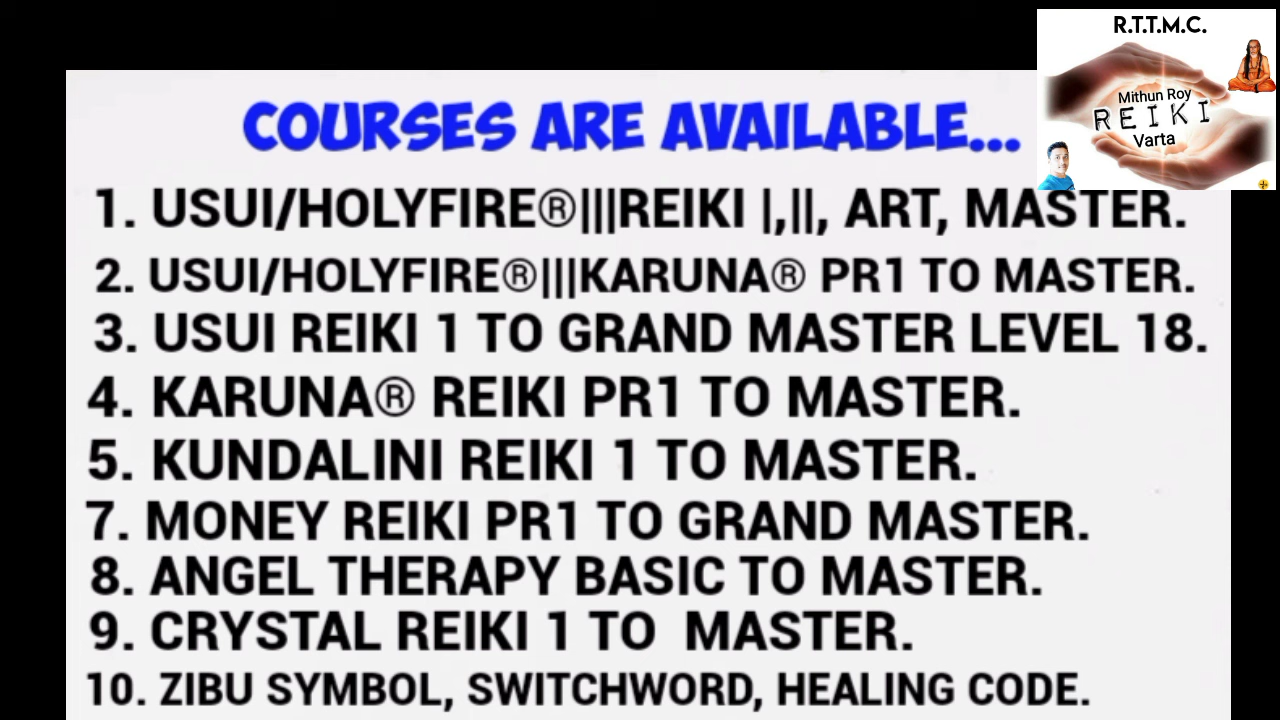 R.T.T.M.C.
Mithun Roy
REIKI
Varta
COURSES ARE AVAILABLE...
1. USUI/HOLYFIRE®|||REIKI |,||, ART, MASTER.
2. USUI/HOLYFIRE®|||KARUNA® PR1 TO MASTER.
3. USUI REIKI 1 TO GRAND MASTER LEVEL 18.
4. KARUNA® REIKI PR1 TO MASTER.
5. KUNDALINI REIKI 1 TO MASTER.
7. MONEY REIKI PR1 TO GRAND MASTER.
8. ANGEL THERAPY BASIC TO MASTER.
9. CRYSTAL REIKI 1 TO MASTER.
10. ZIBU SYMBOL, SWITCHWORD, HEALING CODE.